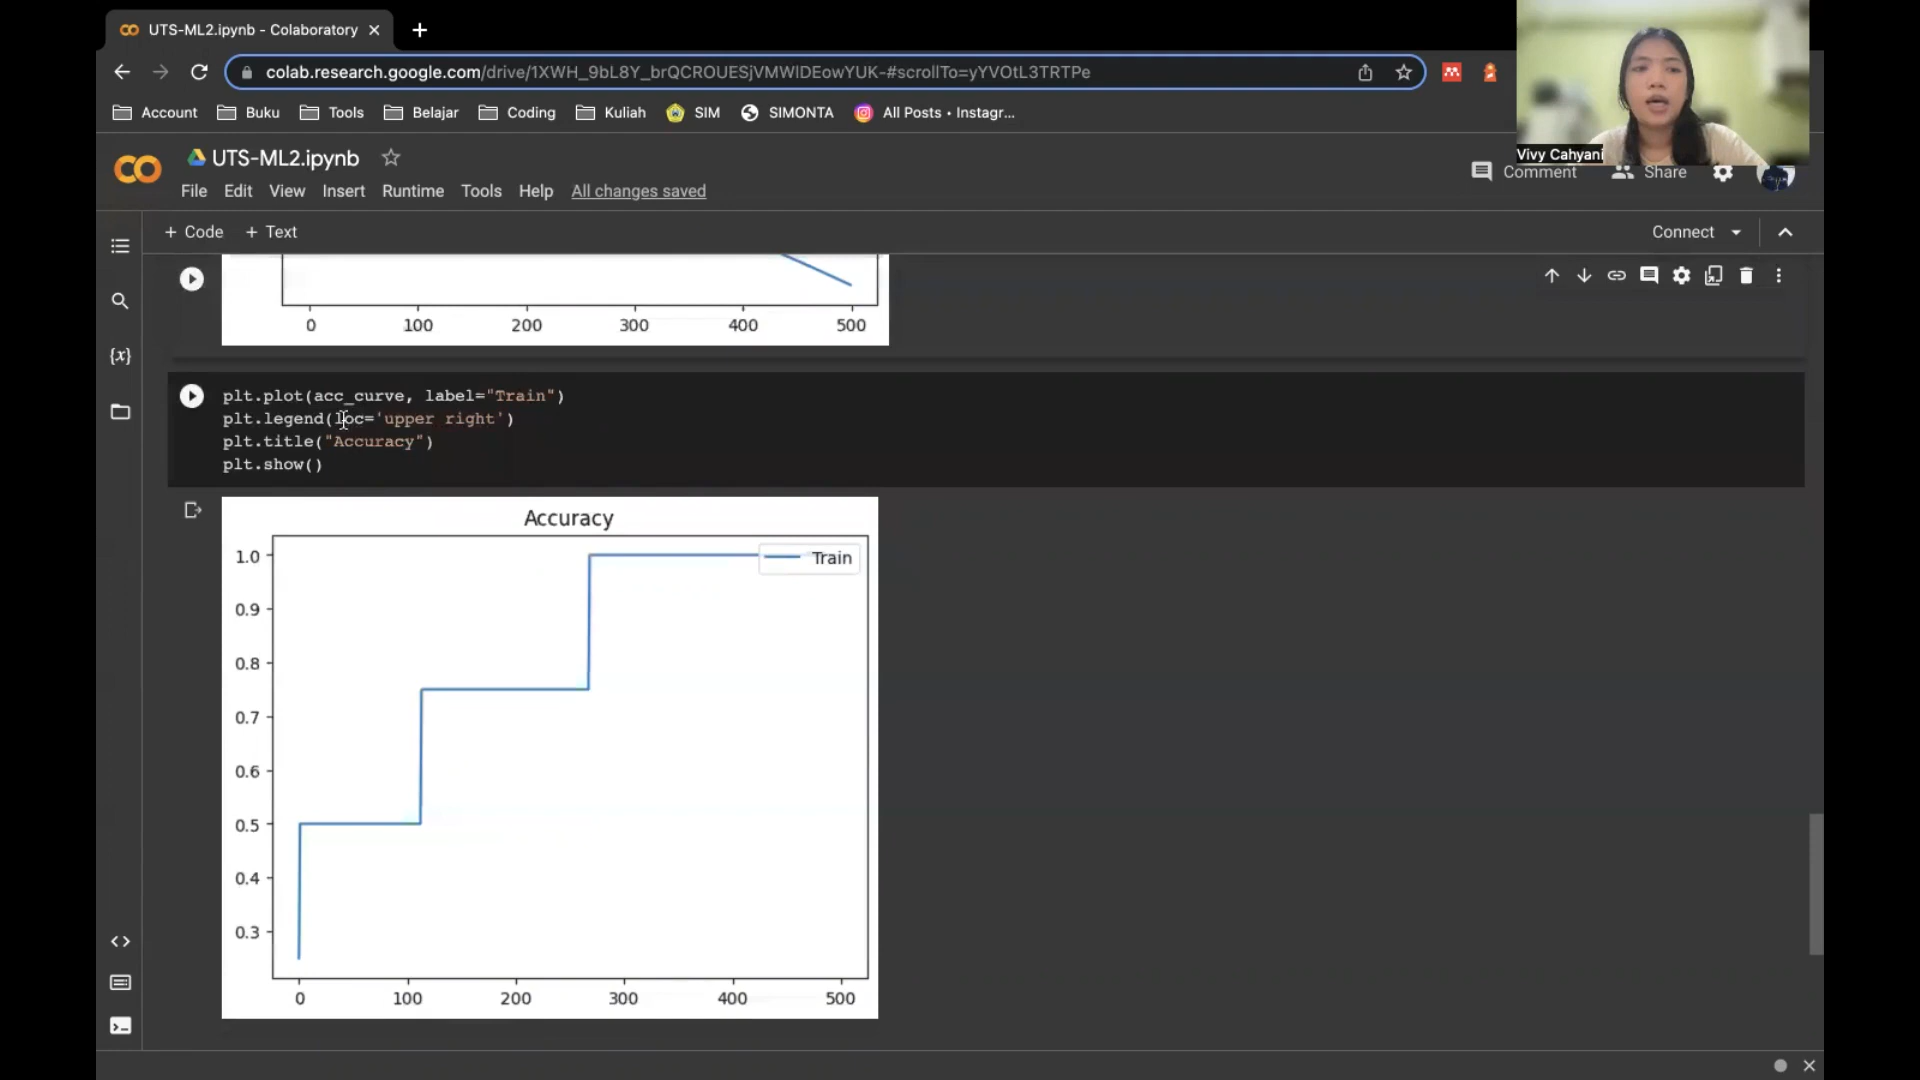 UTS-ML2.ipynb - Colaboratory
colab.research.google.com/drive/1XWH_9bL8Y_brQCROUESjVMWlDEowYUK-#scrollTo=yYVOtL3TRTPe
Account Buku Tools Belajar Coding Kuliah SIM SIMONTA All Posts • Instagr...
Vivy Cahyani
UTS-ML2.ipynb
Comment Share
File Edit View Insert Runtime Tools Help All changes saved
+ Code + Text
Connect
0 100 200 300 400 500
{x}
plt.plot(acc_curve, label="Train")
plt.legend(loc='upper right')
plt.title("Accuracy")
plt.show()
Accuracy
Train
1.0
0.9
0.8
0.7
0.6
0.5
0.4
0.3
0 100 200 300 400 500